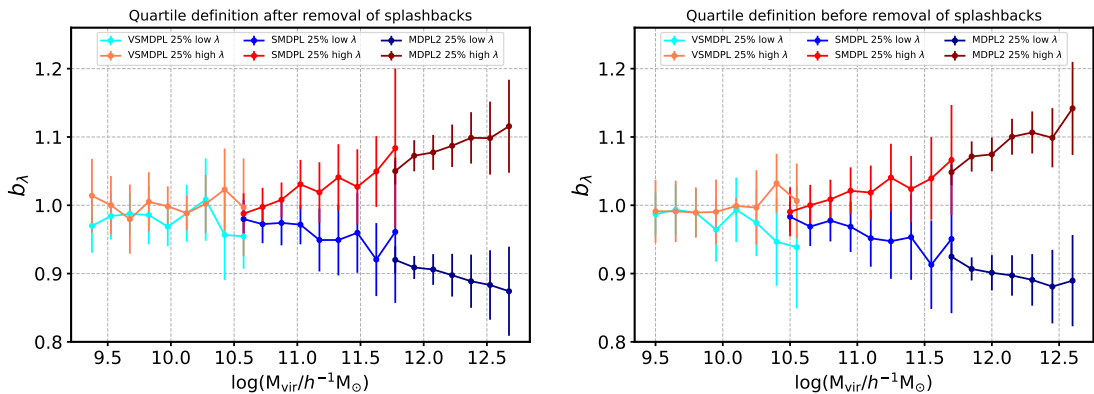 Quartile definition after removal of splashbacks
VSMDPL 25% low λ SMDPL 25% low λ MDPL2 25% low λ
VSMDPL 25% high λ SMDPL 25% high λ MDPL2 25% high λ
1.2
1.1
1.0
0.9
0.8
b_λ
9.5 10.0 10.5 11.0 11.5 12.0 12.5
log(M_vir/h⁻¹M_⊙)
Quartile definition before removal of splashbacks
VSMDPL 25% low λ SMDPL 25% low λ MDPL2 25% low λ
VSMDPL 25% high λ SMDPL 25% high λ MDPL2 25% high λ
1.2
1.1
1.0
0.9
0.8
b_λ
9.5 10.0 10.5 11.0 11.5 12.0 12.5
log(M_vir/h⁻¹M_⊙)